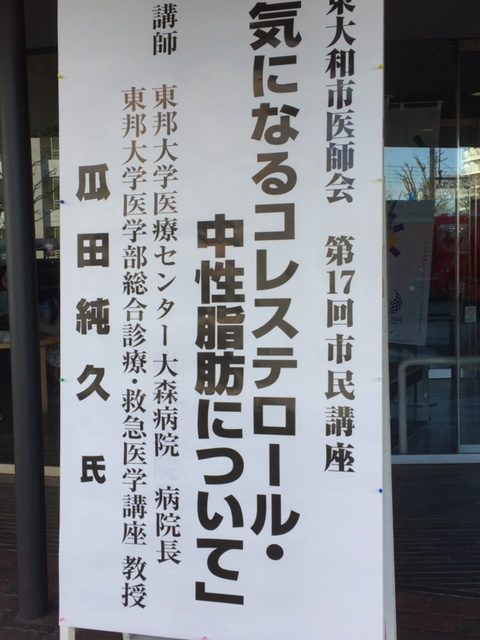 東大和市医師会　第17回市民講座
気になるコレステロール・
中性脂肪について」
講師　東邦大学医療センター大森病院　病院長
東邦大学医学部総合診療・救急医学講座 教授
瓜田純久 氏